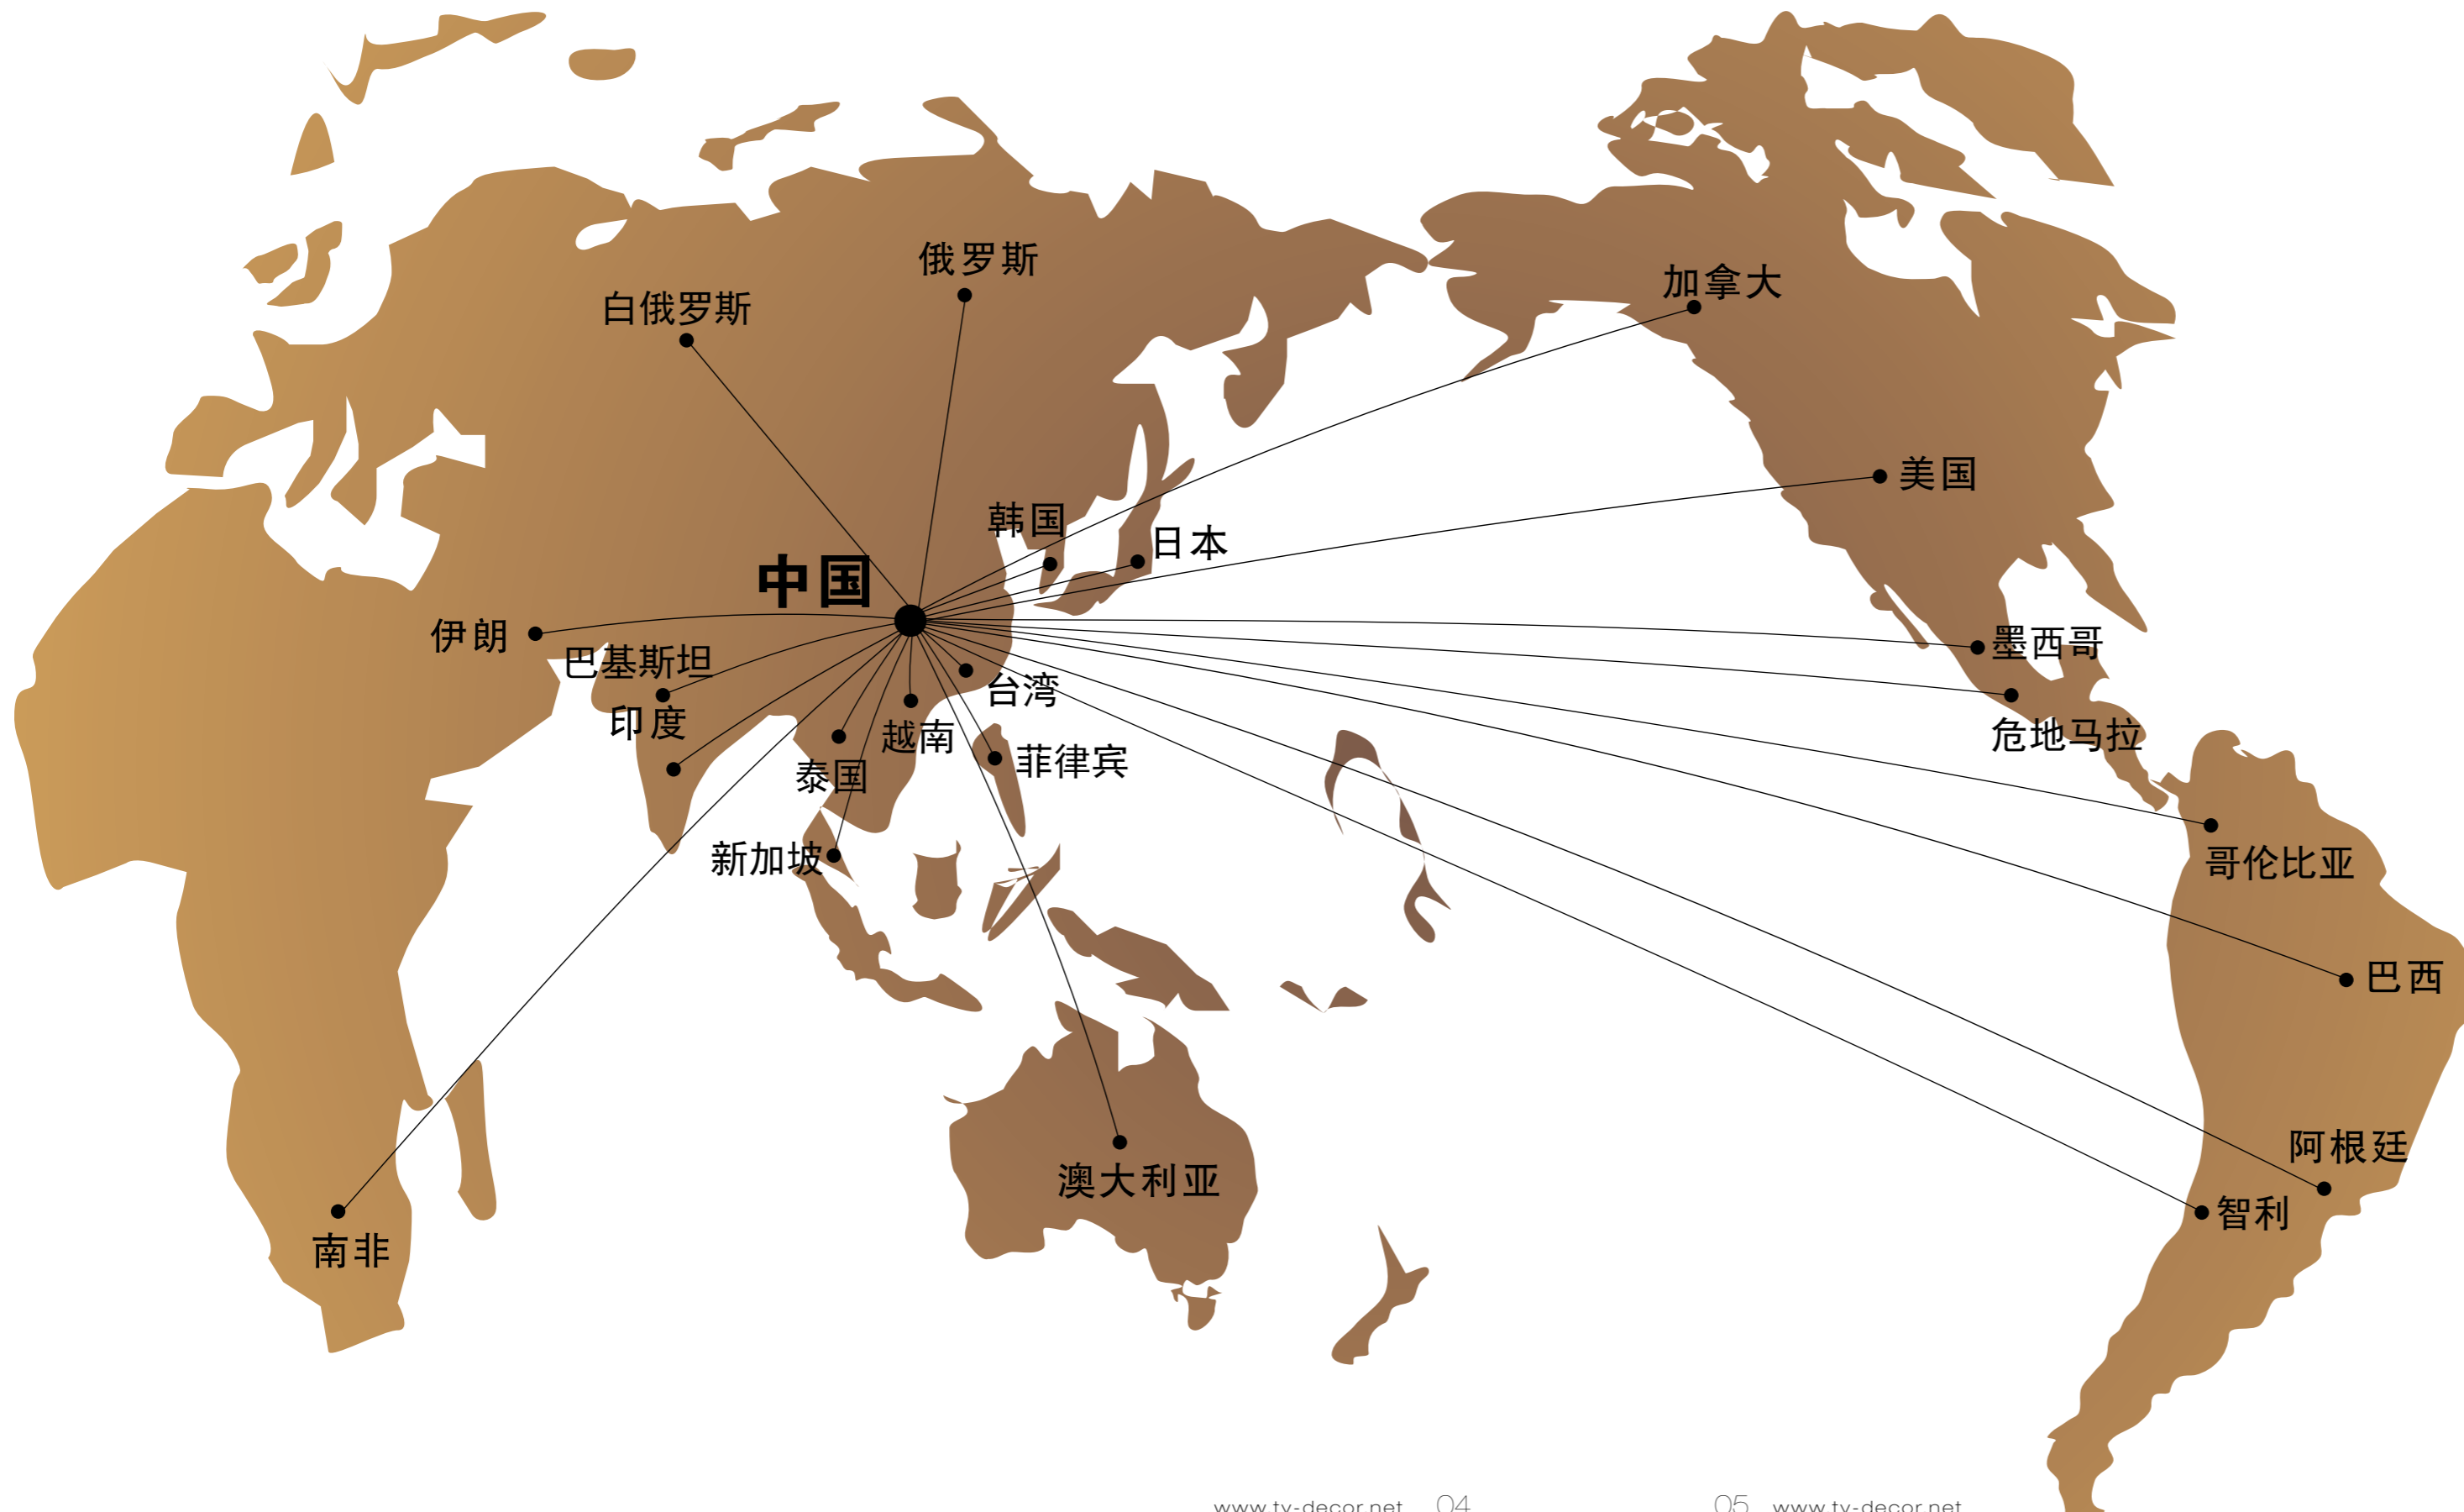 俄罗斯
加拿大
白俄罗斯
美国
韩国
日本
中国
伊朗
墨西哥
巴基斯坦
台湾
印度
越南
危地马拉
菲律宾
泰国
新加坡
哥伦比亚
巴西
阿根廷
澳大利亚
智利
南非
www.ty-decor.net 04
05 www.ty-decor.net